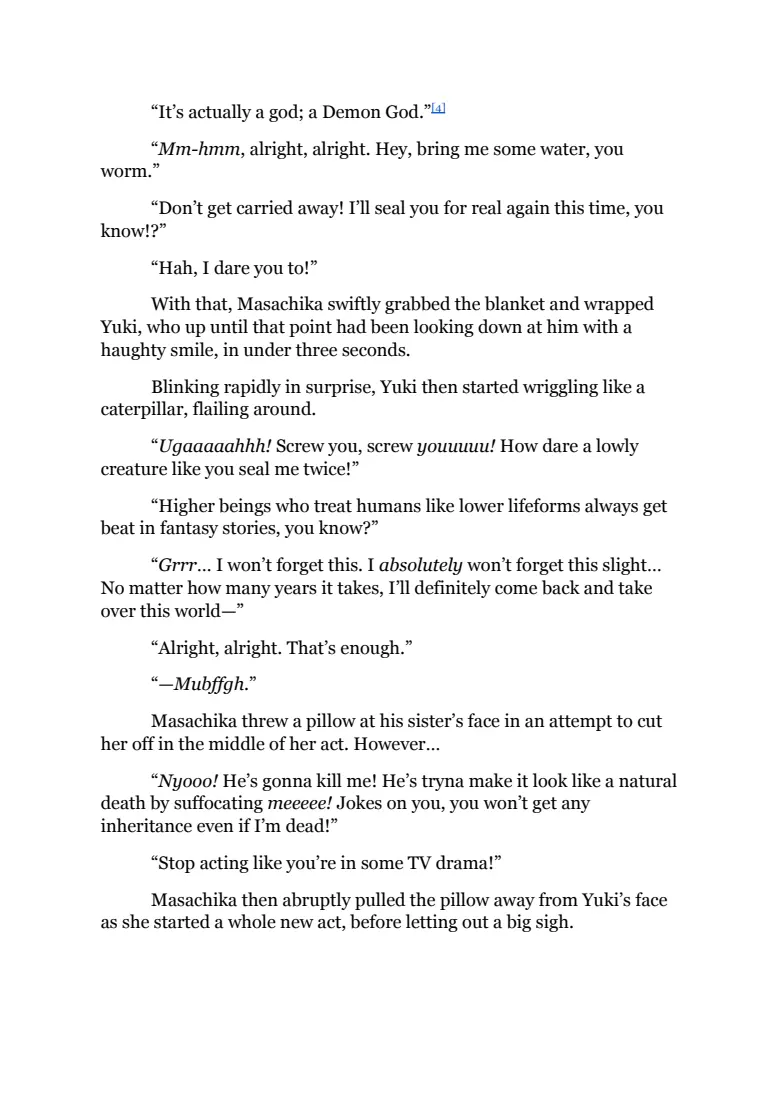 “It’s actually a god; a Demon God.”[4]
“Mm-hmm, alright, alright. Hey, bring me some water, you
worm.”
“Don’t get carried away! I’ll seal you for real again this time, you
know!?”
“Hah, I dare you to!”
With that, Masachika swiftly grabbed the blanket and wrapped
Yuki, who up until that point had been looking down at him with a
haughty smile, in under three seconds.
Blinking rapidly in surprise, Yuki then started wriggling like a
caterpillar, flailing around.
“Ugaaaaahhh! Screw you, screw youuuuu! How dare a lowly
creature like you seal me twice!”
“Higher beings who treat humans like lower lifeforms always get
beat in fantasy stories, you know?”
“Grrr… I won’t forget this. I absolutely won’t forget this slight…
No matter how many years it takes, I’ll definitely come back and take
over this world—”
“Alright, alright. That’s enough.”
“—Mubffgh.”
Masachika threw a pillow at his sister’s face in an attempt to cut
her off in the middle of her act. However…
“Nyooo! He’s gonna kill me! He’s tryna make it look like a natural
death by suffocating meeeee! Jokes on you, you won’t get any
inheritance even if I’m dead!”
“Stop acting like you’re in some TV drama!”
Masachika then abruptly pulled the pillow away from Yuki’s face
as she started a whole new act, before letting out a big sigh.